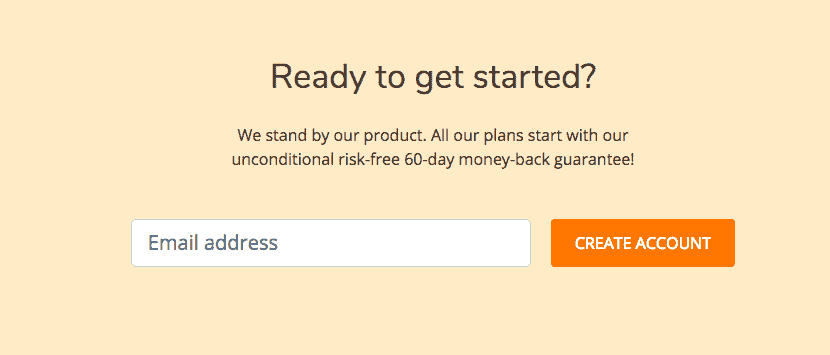 Ready to get started?
We stand by our product. All our plans start with our
unconditional risk-free 60-day money-back guarantee!
Email address
CREATE ACCOUNT